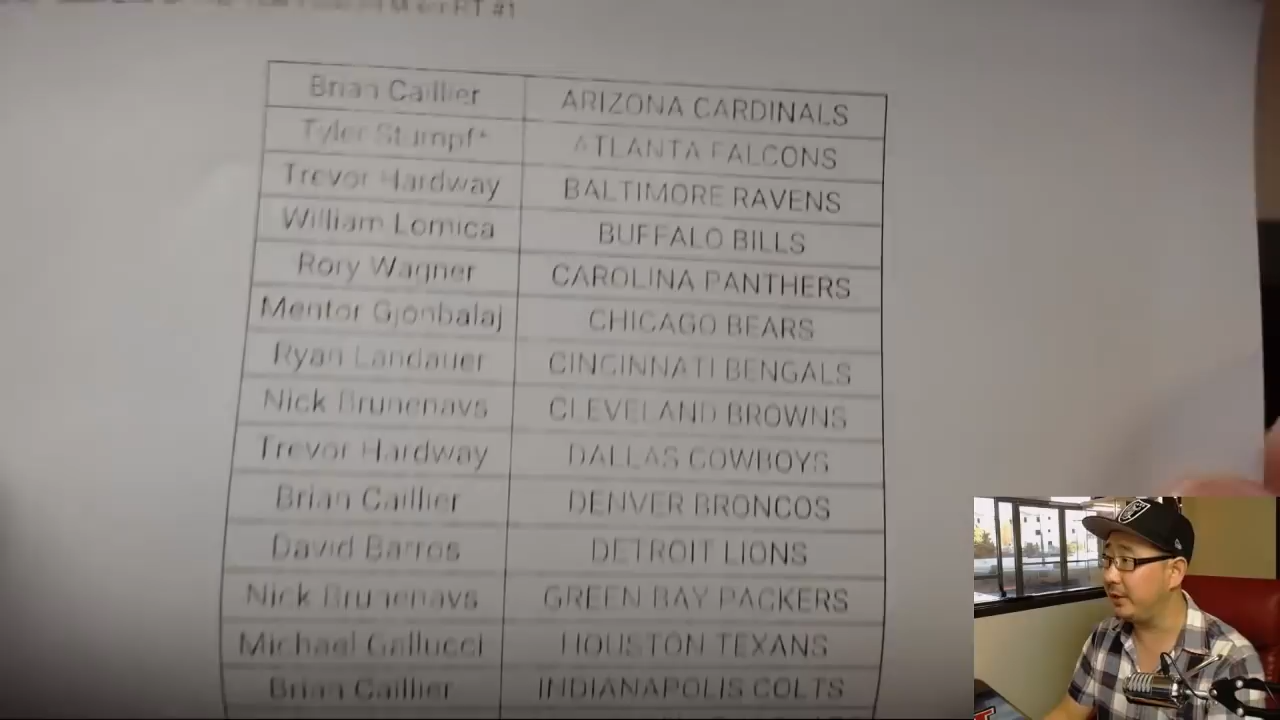 RT #1
Brian Caillier ARIZONA CARDINALS
Tyler Stumpf* ATLANTA FALCONS
Trevor Hardway BALTIMORE RAVENS
William Lomica BUFFALO BILLS
Rory Wagner CAROLINA PANTHERS
Mentor Gjonbalaj CHICAGO BEARS
Ryan Landauer CINCINNATI BENGALS
Nick Brunenavs CLEVELAND BROWNS
Trevor Hardway DALLAS COWBOYS
Brian Caillier DENVER BRONCOS
David Barros DETROIT LIONS
Nick Brunenavs GREEN BAY PACKERS
Michael Gallucci HOUSTON TEXANS
Brian Caillier INDIANAPOLIS COLTS